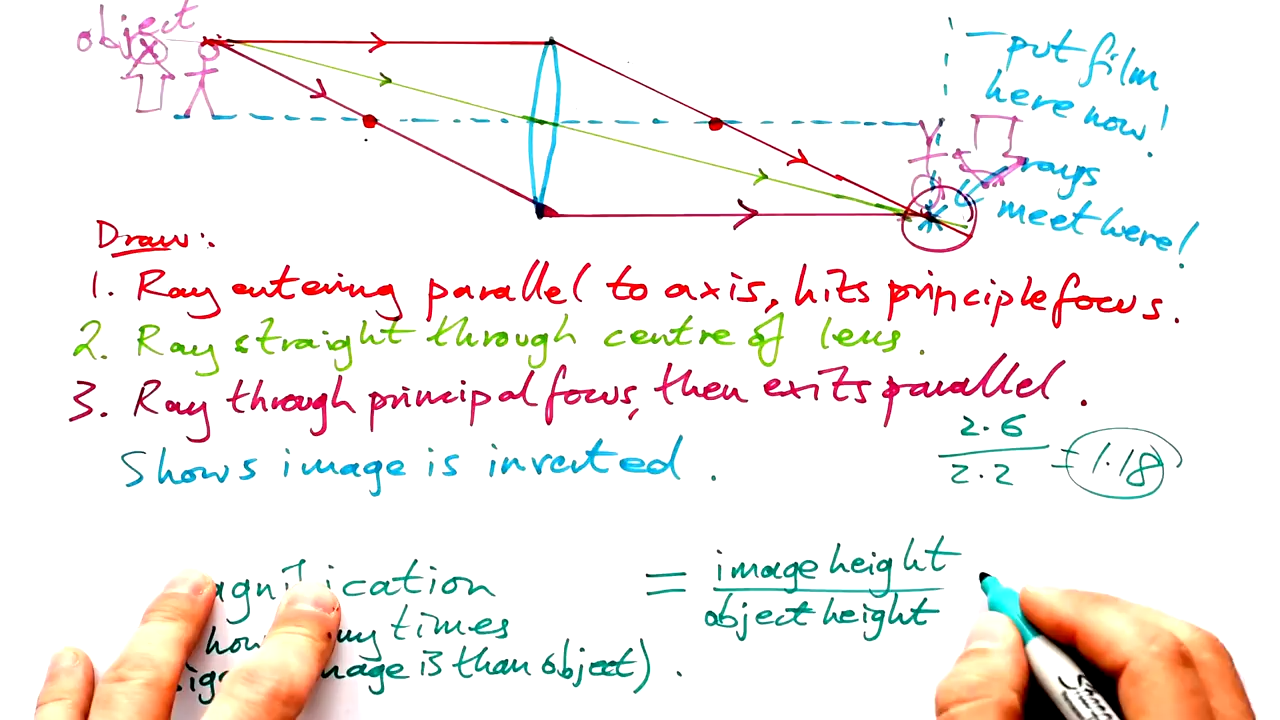 object
- put film
here now!
rays
meet here!
Draw:
1. Ray entering parallel to axis, hits principle focus.
2. Ray straight through centre of lens.
3. Ray through principal focus, then exits parallel.
2.6
2.2
= 1.18
Shows image is inverted.
image height
=
object height
times
is than object).